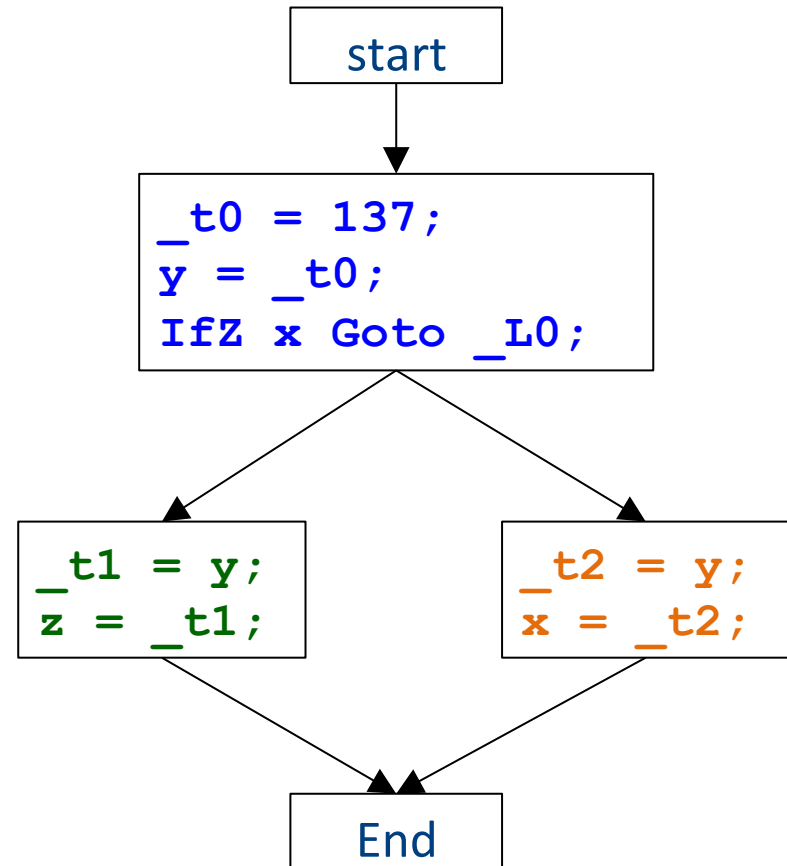 start
_t0 = 137;
y = _t0;
IfZ x Goto _L0;
_t1 = y;
z = _t1;
_t2 = y;
x = _t2;
End